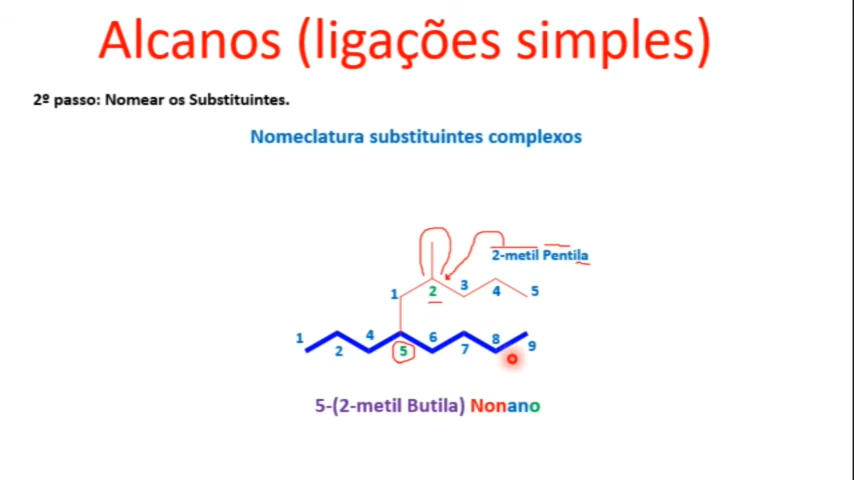 Alcanos (ligações simples)
2º passo: Nomear os Substituintes.
Nomeclatura substituintes complexos
2-metil Pentila
1 2 3 4 5
1 2 4 5 6 7 8 9
5-(2-metil Butila) Nonano